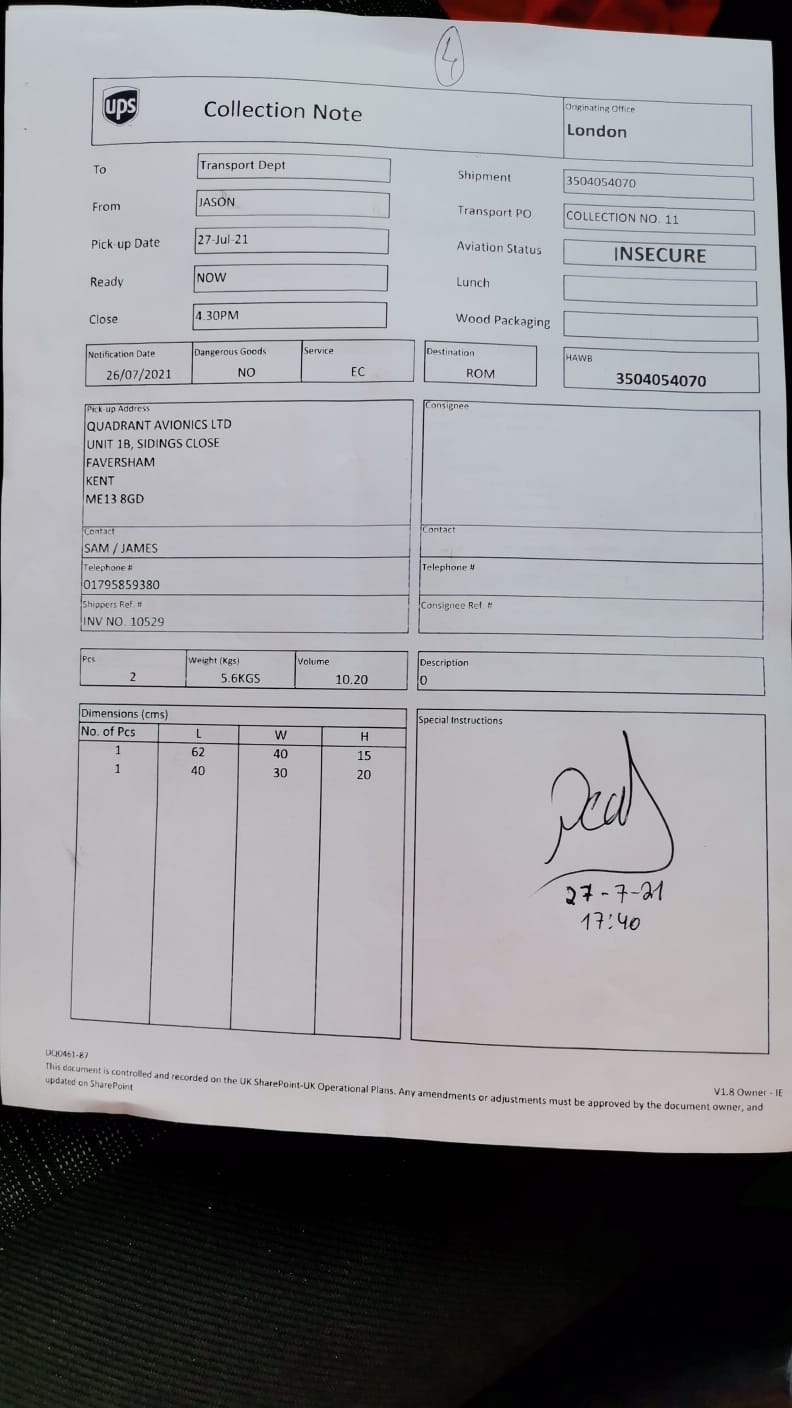 4
ups
Collection Note
Originating Office
London
To
Transport Dept
Shipment
3504054070
From
JASON
Transport PO
COLLECTION NO. 11
Pick-up Date
27-Jul-21
Aviation Status
INSECURE
Ready
NOW
Lunch
Close
4.30PM
Wood Packaging
Notification Date
26/07/2021
Dangerous Goods
NO
Service
EC
Destination
ROM
HAWB
3504054070
Pick-up Address
QUADRANT AVIONICS LTD
UNIT 1B, SIDINGS CLOSE
FAVERSHAM
KENT
ME13 8GD
Consignee
Contact
SAM / JAMES
Contact
Telephone #
01795859380
Telephone #
Shippers Ref. #
INV NO. 10529
Consignee Ref. #
Pcs
2
Weight (Kgs)
5.6KGS
Volume
10.20
Description
0
Dimensions (cms)
No. of Pcs L W H
1 62 40 15
1 40 30 20
Special Instructions
27-7-21
17:40
UQ0461-87
V1.8 Owner - IE
This document is controlled and recorded on the UK SharePoint-UK Operational Plans. Any amendments or adjustments must be approved by the document owner, and
updated on SharePoint